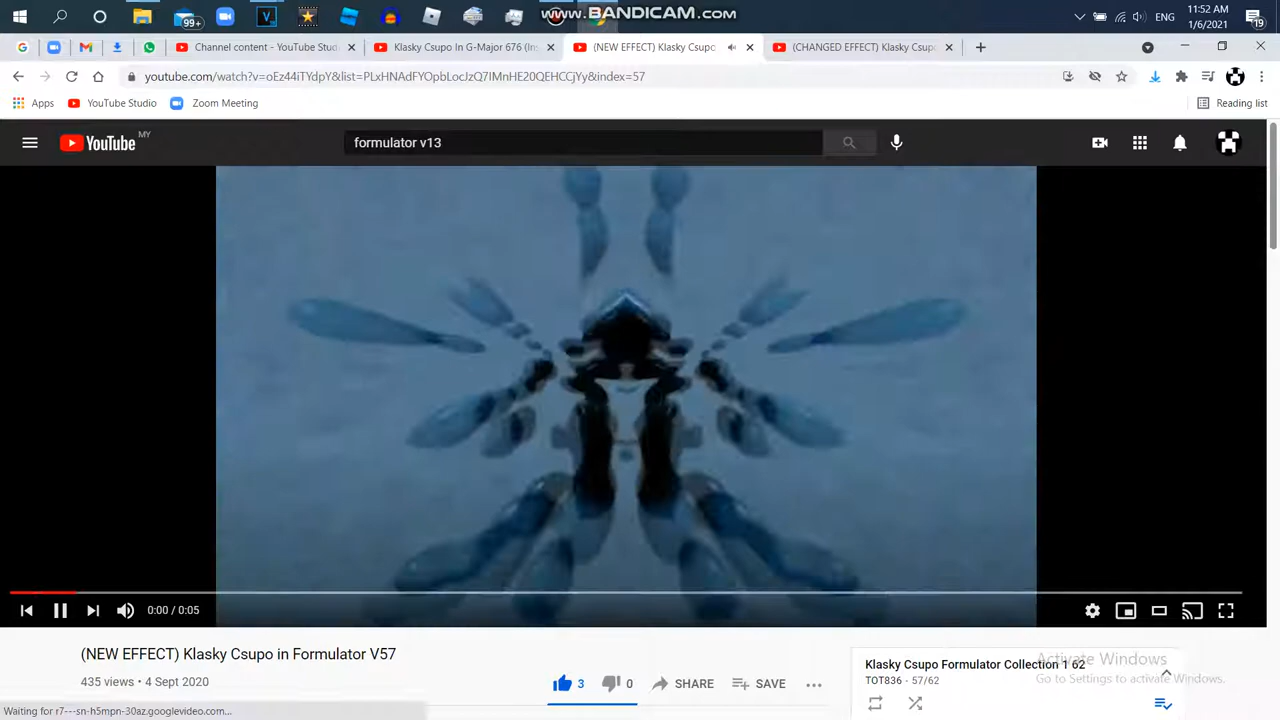 99+
WWW.BANDICAM.COM
ENG
11:52 AM
1/6/2021
19
Channel content - YouTube Stud
Klasky Csupo In G-Major 676 (Ins
(NEW EFFECT) Klasky Csupo
(CHANGED EFFECT) Klasky Csupo
youtube.com/watch?v=oEz44iTYdpY&list=PLxHNAdFYOpbLocJzQ7IMnHE20QEHCCjYy&index=57
Apps
YouTube Studio
Zoom Meeting
Reading list
YouTube
MY
formulator v13
0:00 / 0:05
(NEW EFFECT) Klasky Csupo in Formulator V57
435 views • 4 Sept 2020
3
0
SHARE
SAVE
Klasky Csupo Formulator Collection 1 62
TOT836 - 57/62
Activate Windows
Go to Settings to activate Windows.
Waiting for r7---sn-h5mpn-30az.googlevideo.com...